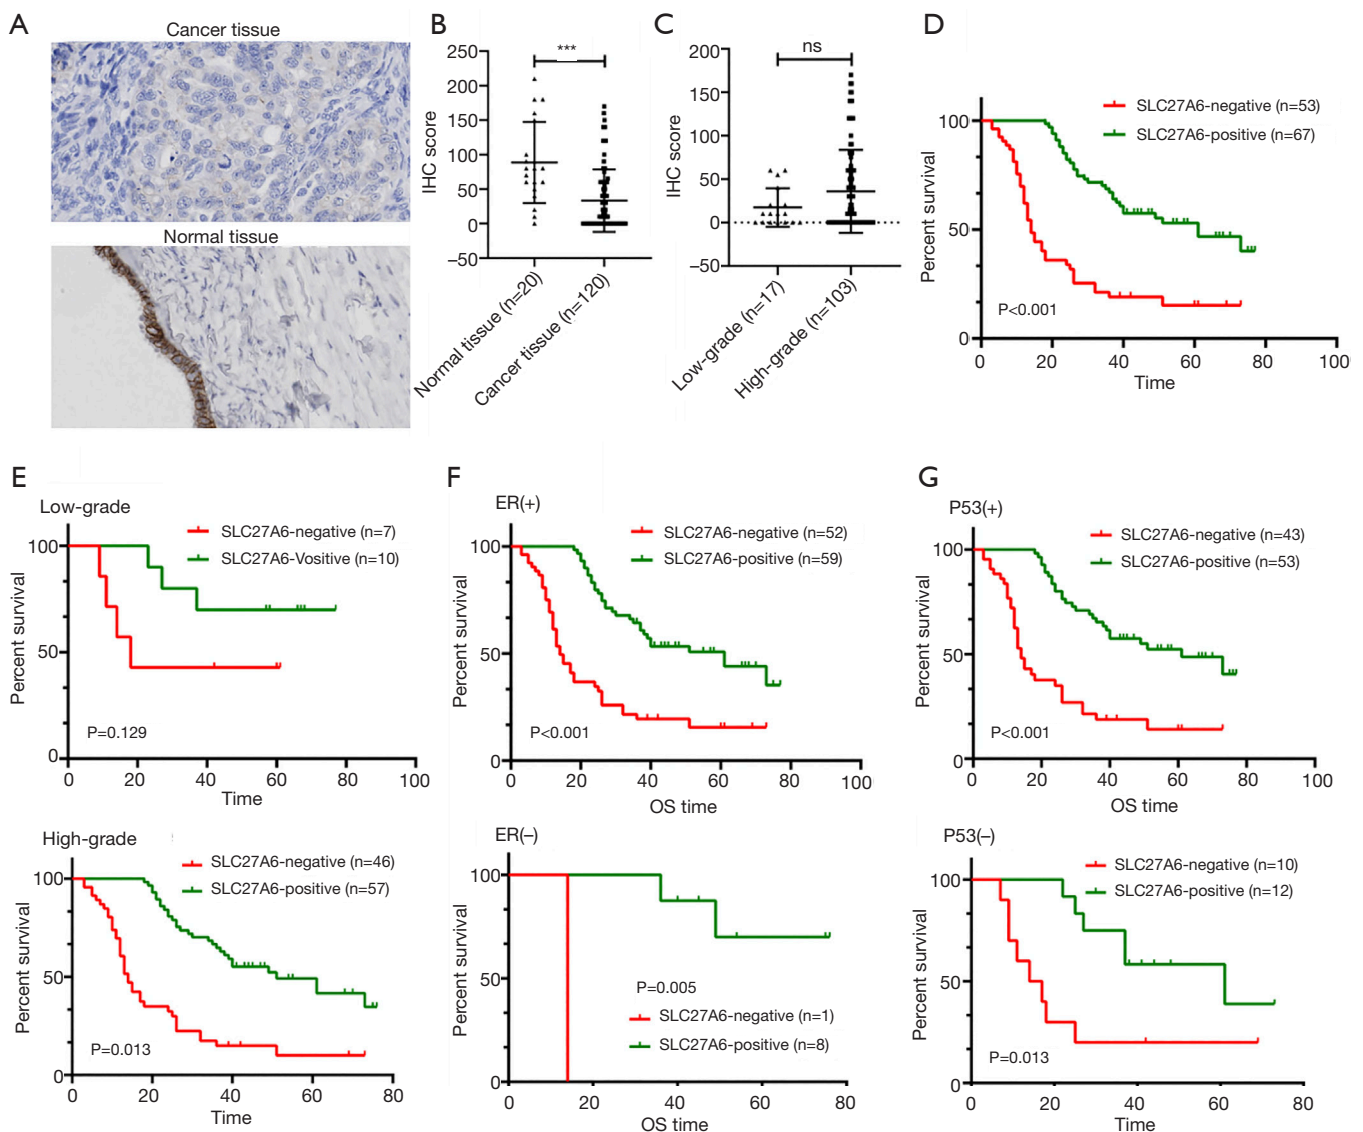 A
Cancer tissue
Normal tissue
B
***
250
200
150
100
50
0
–50
IHC score
Normal tissue (n=20)
Cancer tissue (n=120)
C
ns
200
150
100
50
0
–50
IHC score
Low-grade (n=17)
High-grade (n=103)
D
SLC27A6-negative (n=53)
SLC27A6-positive (n=67)
100
50
0
Percent survival
P<0.001
0 20 40 60 80 100
Time
E
Low-grade
SLC27A6-negative (n=7)
SLC27A6-Vositive (n=10)
100
50
0
Percent survival
P=0.129
0 20 40 60 80 100
Time
High-grade
SLC27A6-negative (n=46)
SLC27A6-positive (n=57)
100
50
0
Percent survival
P=0.013
0 20 40 60 80
Time
F
ER(+)
SLC27A6-negative (n=52)
SLC27A6-positive (n=59)
100
50
0
Percent survival
P<0.001
0 20 40 60 80 100
OS time
ER(–)
100
50
0
Percent survival
P=0.005
SLC27A6-negative (n=1)
SLC27A6-positive (n=8)
0 20 40 60 80
OS time
G
P53(+)
SLC27A6-negative (n=43)
SLC27A6-positive (n=53)
100
50
0
Percent survival
P<0.001
0 20 40 60 80 100
OS time
P53(–)
SLC27A6-negative (n=10)
SLC27A6-positive (n=12)
100
50
0
Percent survival
P=0.013
0 20 40 60 80
Time